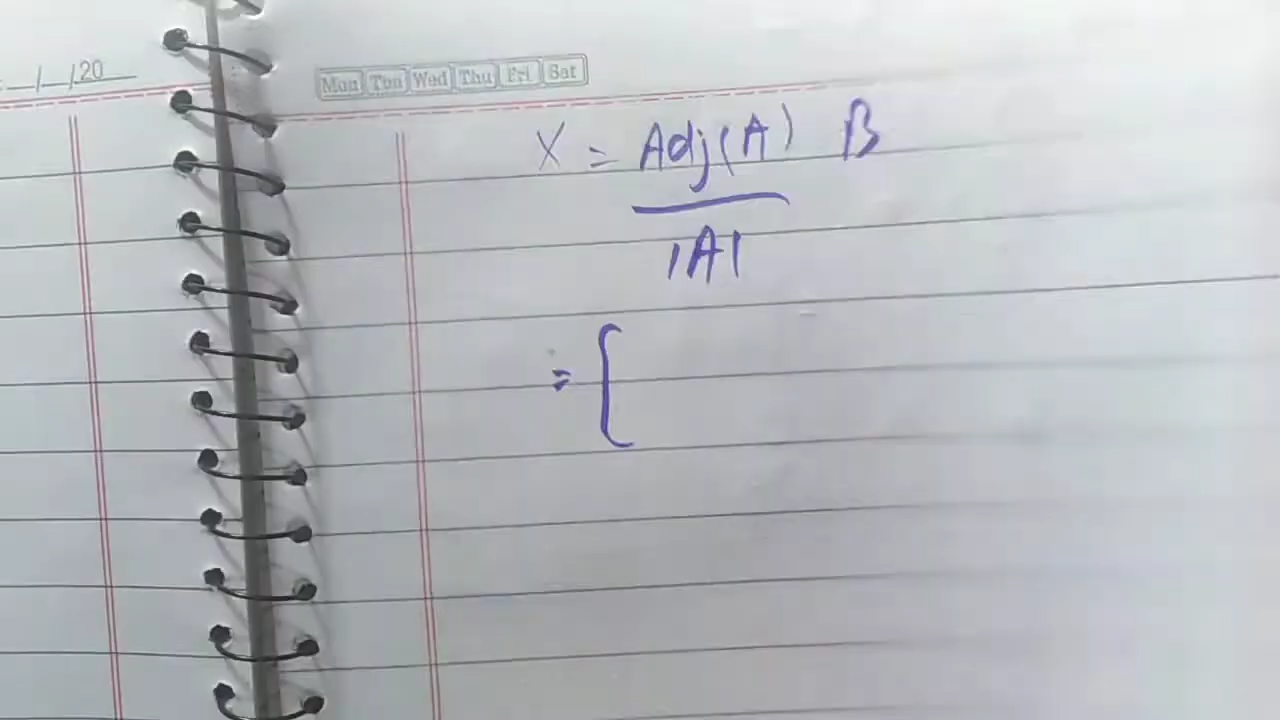 / /20
Mon Tue Wed Thu Fri Sat
X = Adj(A) B
|A|
= [